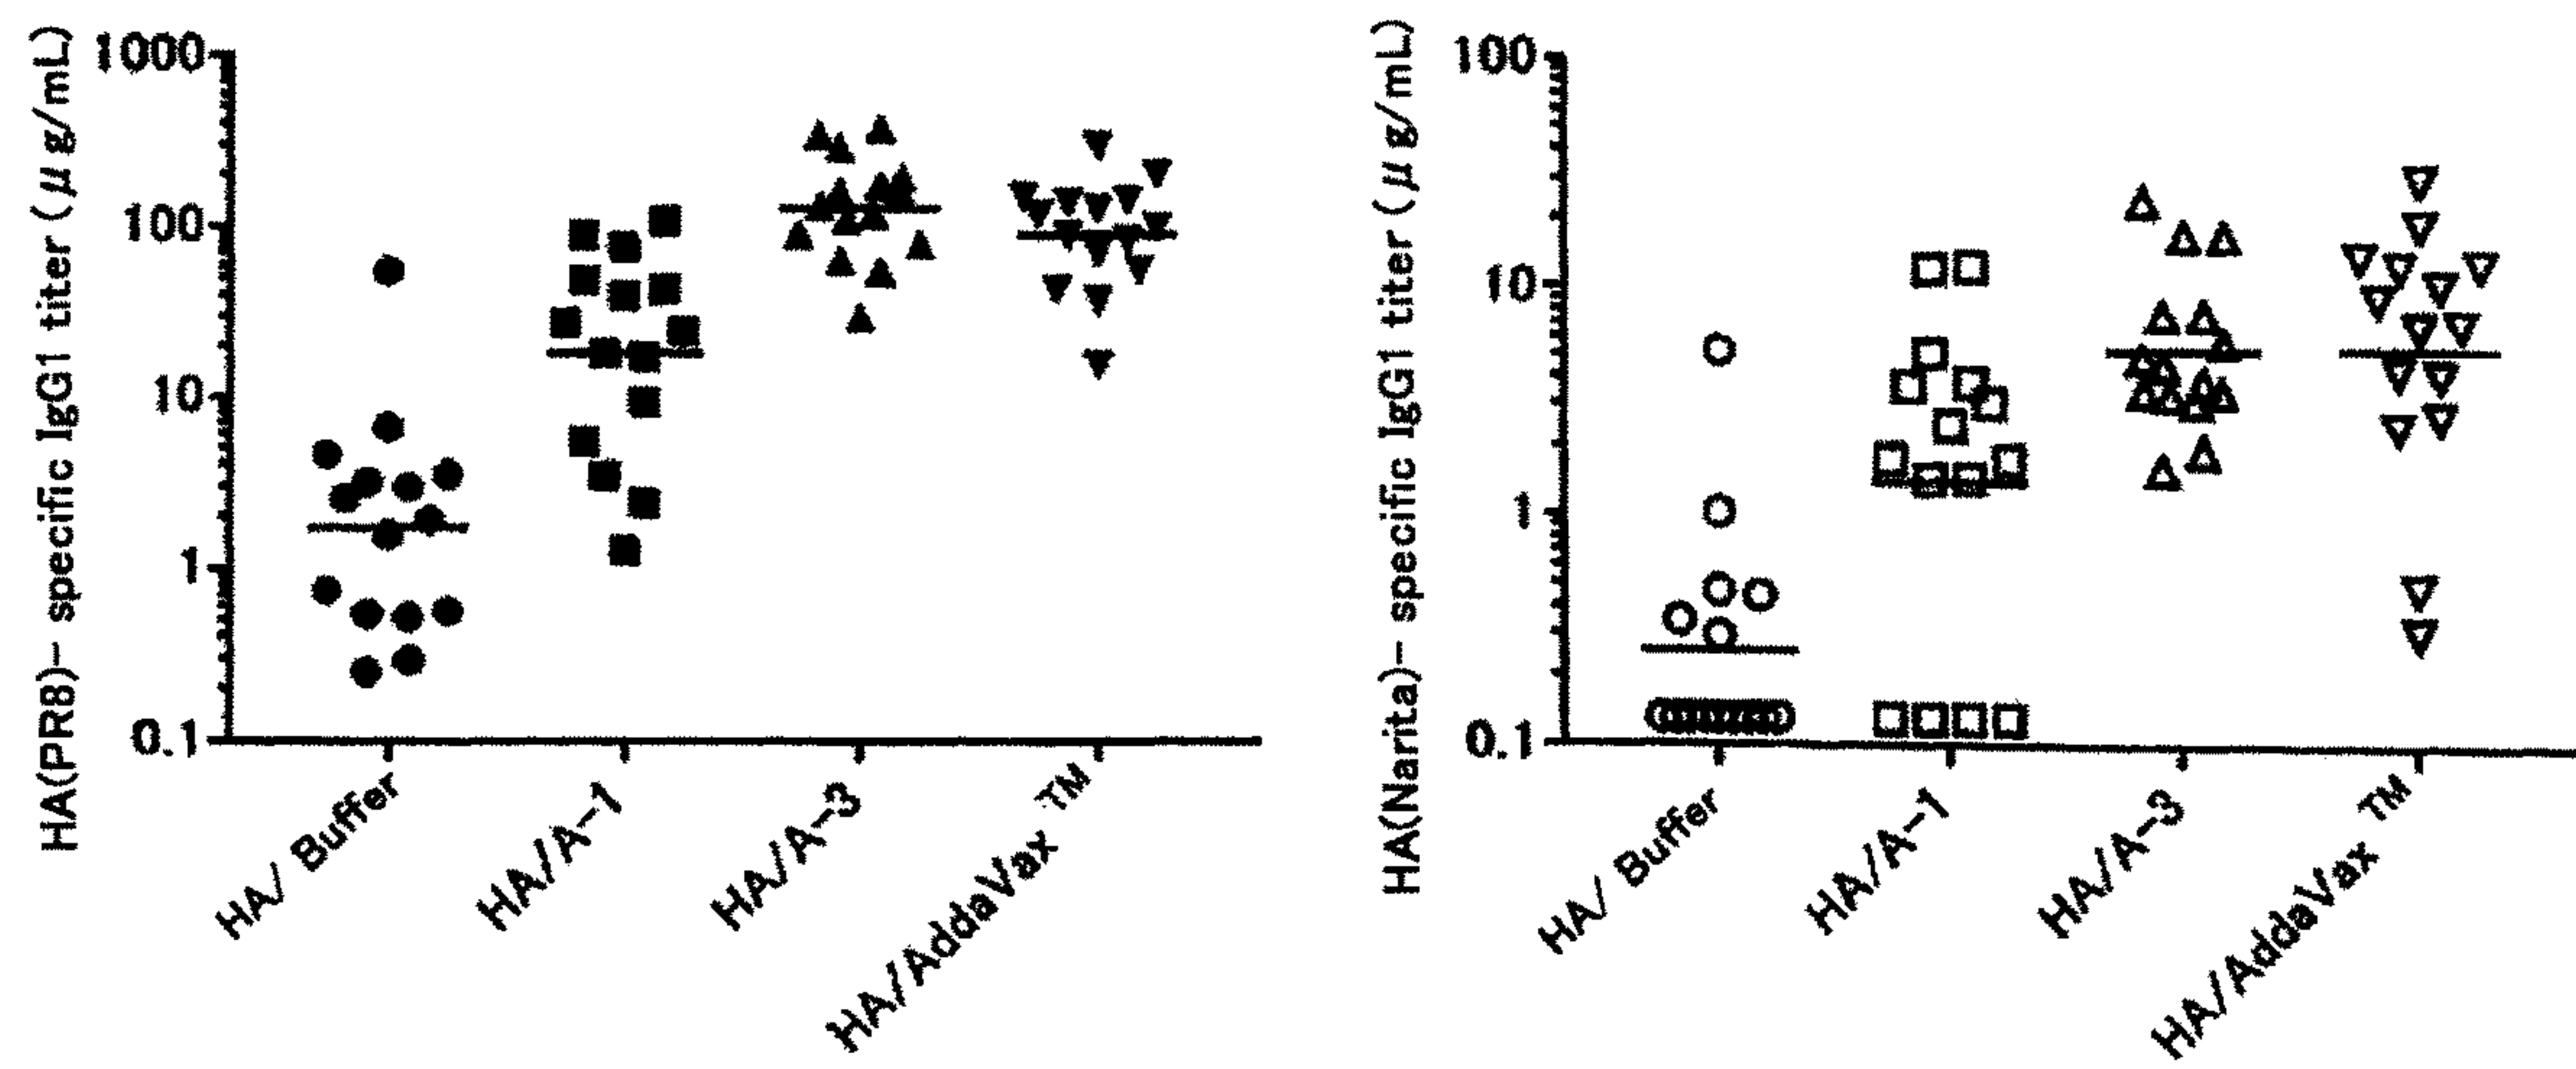 HA(PR8)- specific IgG1 titer (μg/mL)
1000
100
10
1
0.1
HA/ Buffer
HA/A-1
HA/A-3
HA/AddaVax TM
HA(Narita)- specific IgG1 titer (μg/mL)
100
10
1
0.1
HA/ Buffer
HA/A-1
HA/A-3
HA/AddaVax TM